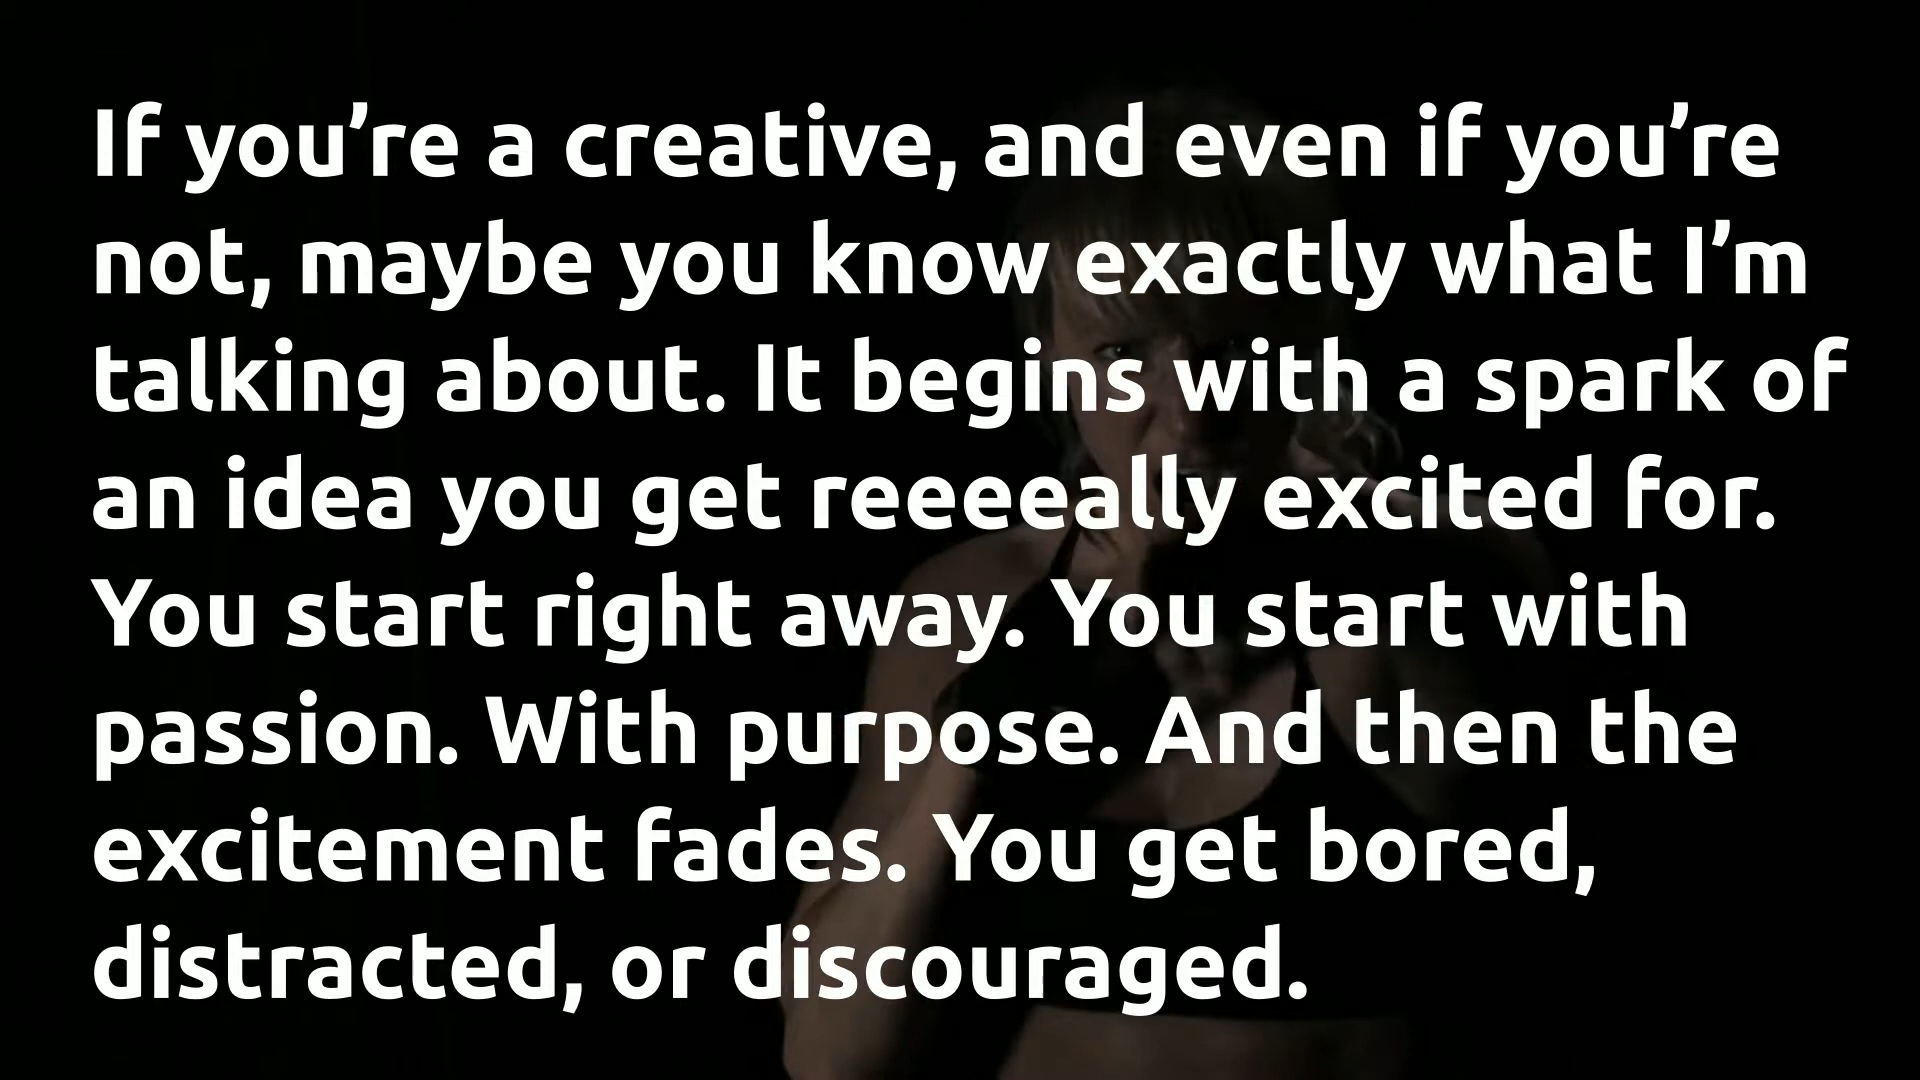 If you’re a creative, and even if you’re
not, maybe you know exactly what I’m
talking about. It begins with a spark of
an idea you get reeeeally excited for.
You start right away. You start with
passion. With purpose. And then the
excitement fades. You get bored,
distracted, or discouraged.